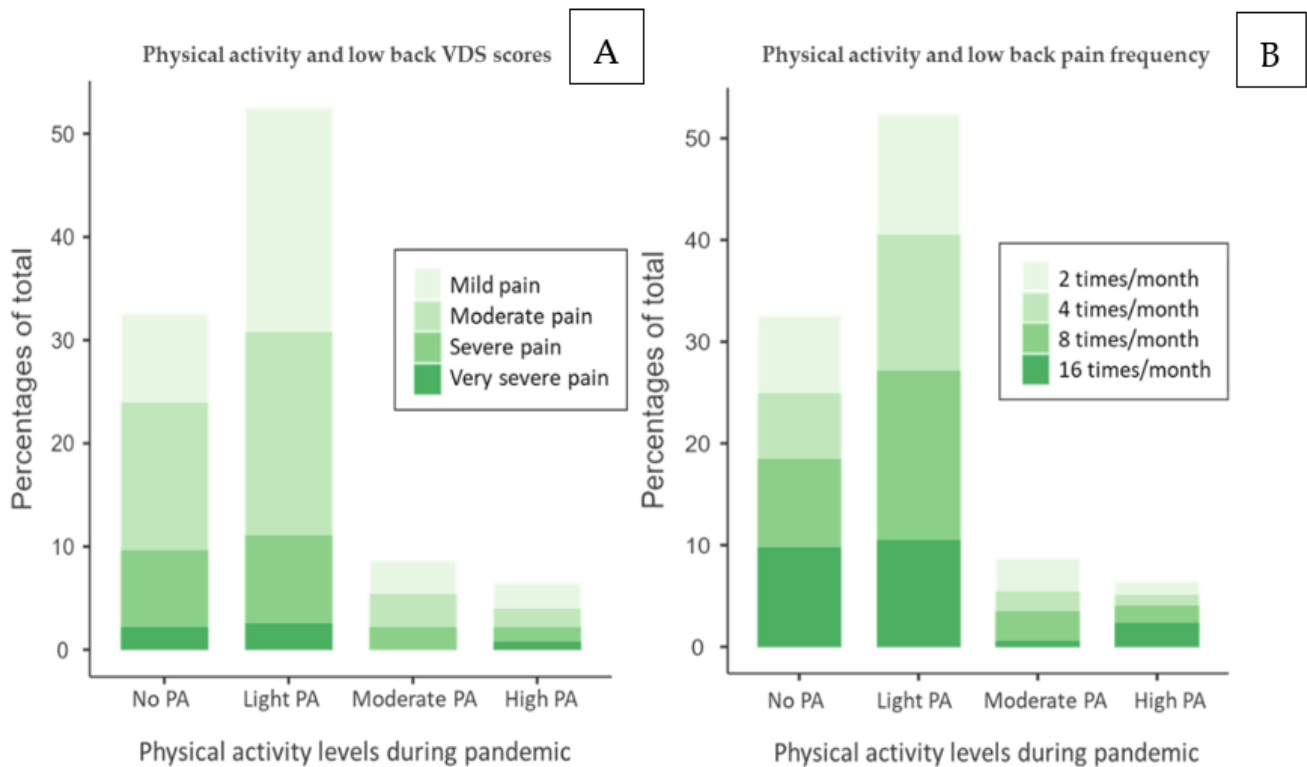 Physical activity and low back VDS scores
A
Percentages of total
50
40
30
20
10
0
Mild pain
Moderate pain
Severe pain
Very severe pain
No PA
Light PA
Moderate PA
High PA
Physical activity levels during pandemic
Physical activity and low back pain frequency
B
Percentages of total
50
40
30
20
10
0
2 times/month
4 times/month
8 times/month
16 times/month
No PA
Light PA
Moderate PA
High PA
Physical activity levels during pandemic